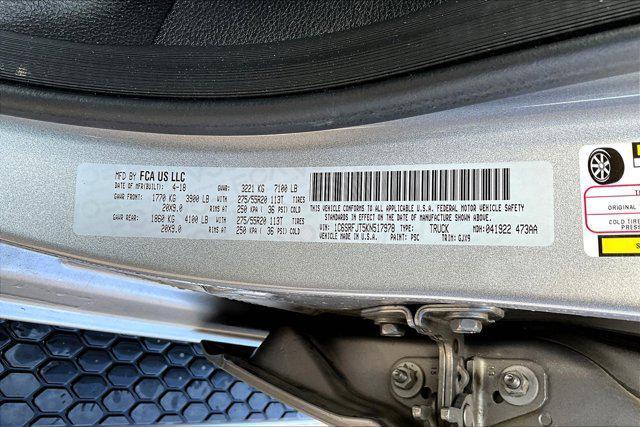 MFD BY FCA US LLC
DATE OF MFR(BUILT): 4-18 GVWR: 3221 KG 7100 LB
GAWR FRONT: 1770 KG 3900 LB WITH 275/55R20 113T TIRES
20X9.0 RIMS AT 250 KPA ( 36 PSI) COLD
GAWR REAR: 1860 KG 4100 LB WITH 275/55R20 113T TIRES
20X9.0 RIMS AT 250 KPA ( 36 PSI) COLD
THIS VEHICLE CONFORMS TO ALL APPLICABLE U.S.A. FEDERAL MOTOR VEHICLE SAFETY
STANDARDS IN EFFECT ON THE DATE OF MANUFACTURE SHOWN ABOVE.
VIN: 1C6SRFJT5KN517978 TYPE: TRUCK MDH: 041922 473AA
VEHICLE MADE IN U.S.A. PAINT: PSC TRIM: GJX9
ORIGINAL